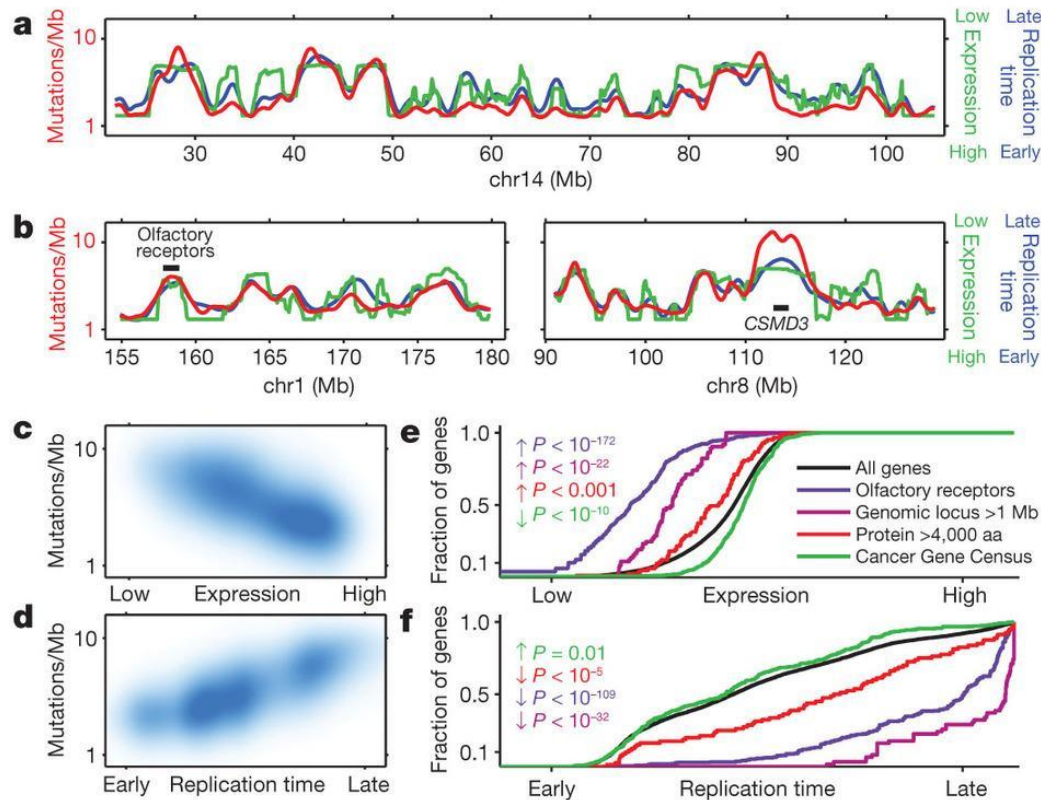 a
Mutations/Mb
10
1
30 40 50 60 70 80 90 100
chr14 (Mb)
Low
Expression
High
Late
Replication
time
Early
b
Mutations/Mb
10
1
Olfactory
receptors
155 160 165 170 175 180
chr1 (Mb)
10
1
CSMD3
90 100 110 120
chr8 (Mb)
Low
Expression
High
Late
Replication
time
Early
c
Mutations/Mb
10
1
Low Expression High
d
Mutations/Mb
10
1
Early Replication time Late
e
Fraction of genes
1.0
0.5
0.1
↑ P < 10⁻¹⁷²
↑ P < 10⁻²²
↑ P < 0.001
↓ P < 10⁻¹⁰
All genes
Olfactory receptors
Genomic locus >1 Mb
Protein >4,000 aa
Cancer Gene Census
Low Expression High
f
Fraction of genes
1.0
0.5
0.1
↑ P = 0.01
↓ P < 10⁻⁵
↓ P < 10⁻¹⁰⁹
↓ P < 10⁻³²
Early Replication time Late